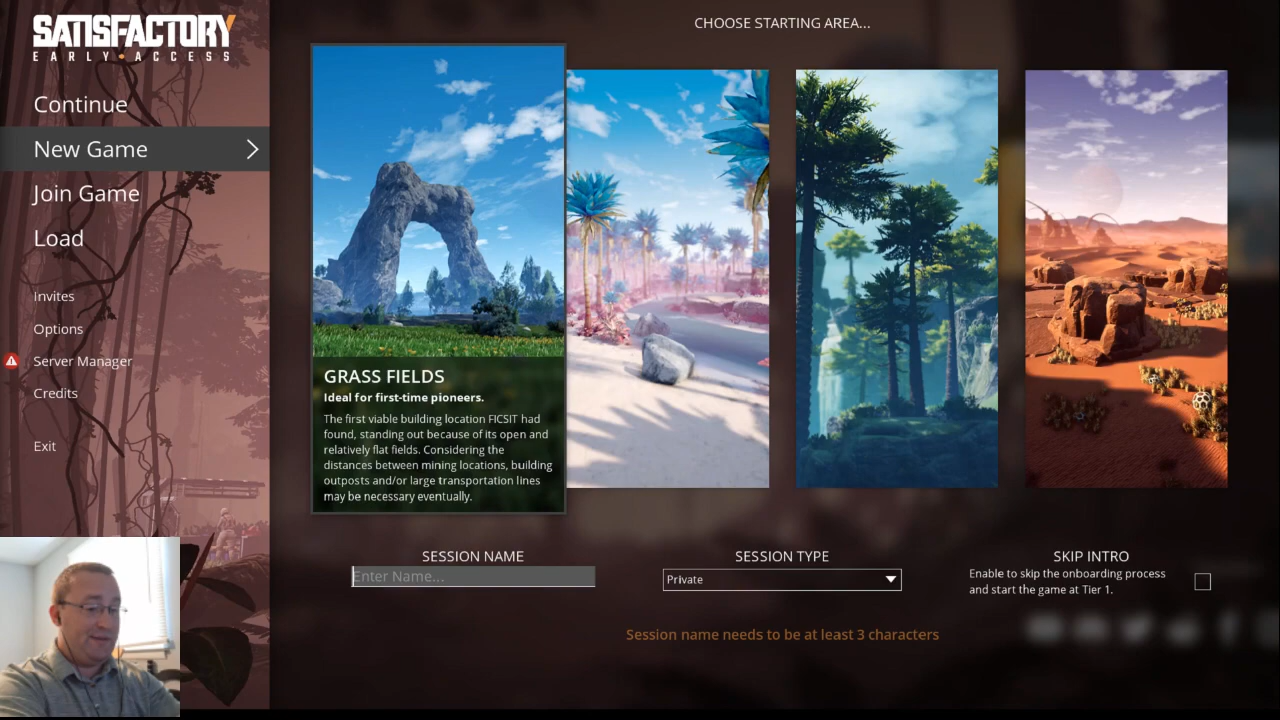 SATISFACTORY
EARLY ACCESS
Continue
New Game
Join Game
Load
Invites
Options
Server Manager
Credits
Exit
CHOOSE STARTING AREA...
GRASS FIELDS
Ideal for first-time pioneers.
The first viable building location FICSIT had
found, standing out because of its open and
relatively flat fields. Considering the
distances between mining locations, building
outposts and/or large transportation lines
may be necessary eventually.
SESSION NAME
Enter Name...
SESSION TYPE
Private
SKIP INTRO
Enable to skip the onboarding process
and start the game at Tier 1.
Session name needs to be at least 3 characters